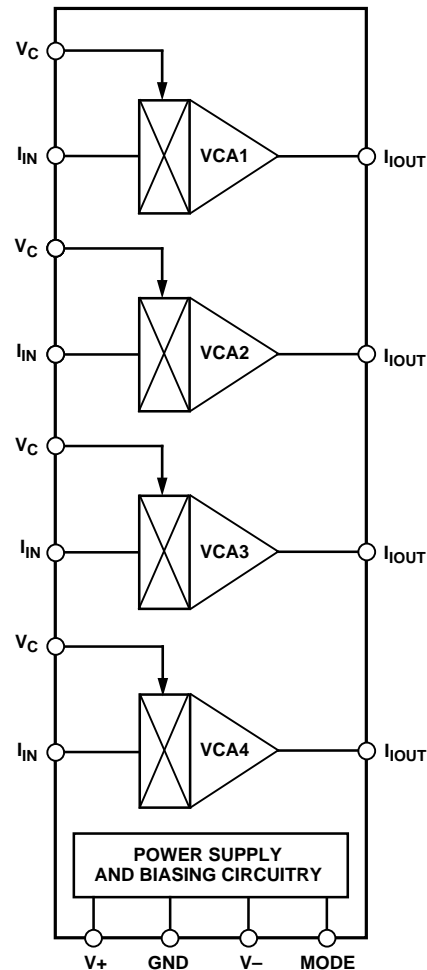 VC
IIN
VCA1
IIOUT
VC
IIN
VCA2
IIOUT
VC
IIN
VCA3
IIOUT
VC
IIN
VCA4
IIOUT
POWER SUPPLY
AND BIASING CIRCUITRY
V+ GND V– MODE